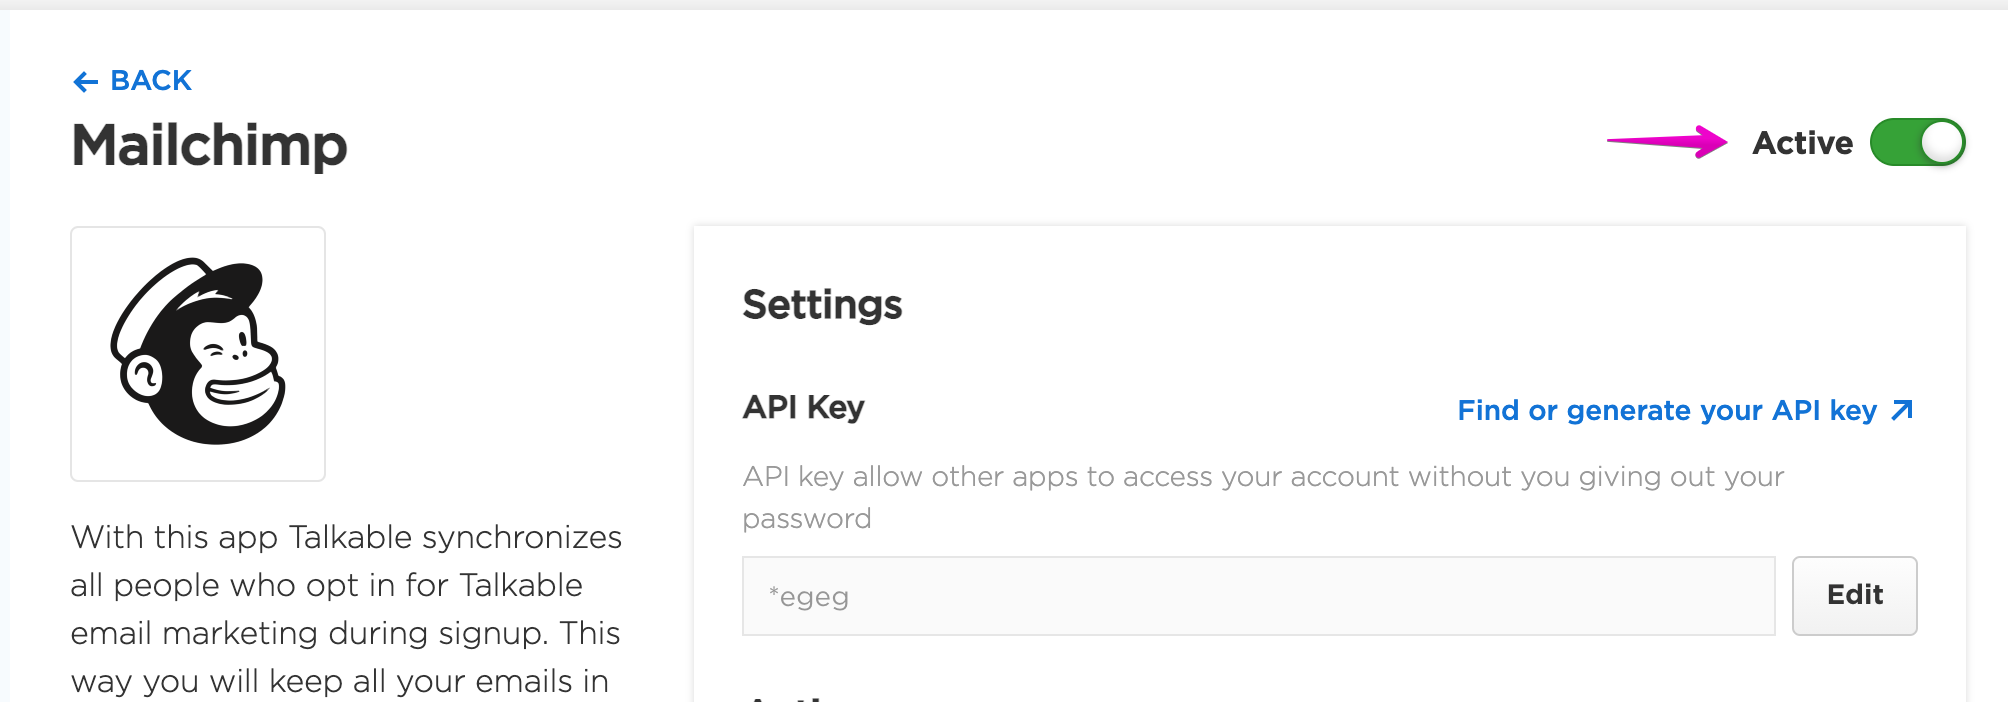 ← BACK
Mailchimp
Active
With this app Talkable synchronizes
all people who opt in for Talkable
email marketing during signup. This
way you will keep all your emails in
Settings
API Key
Find or generate your API key ↗
API key allow other apps to access your account without you giving out your
password
*egeg
Edit